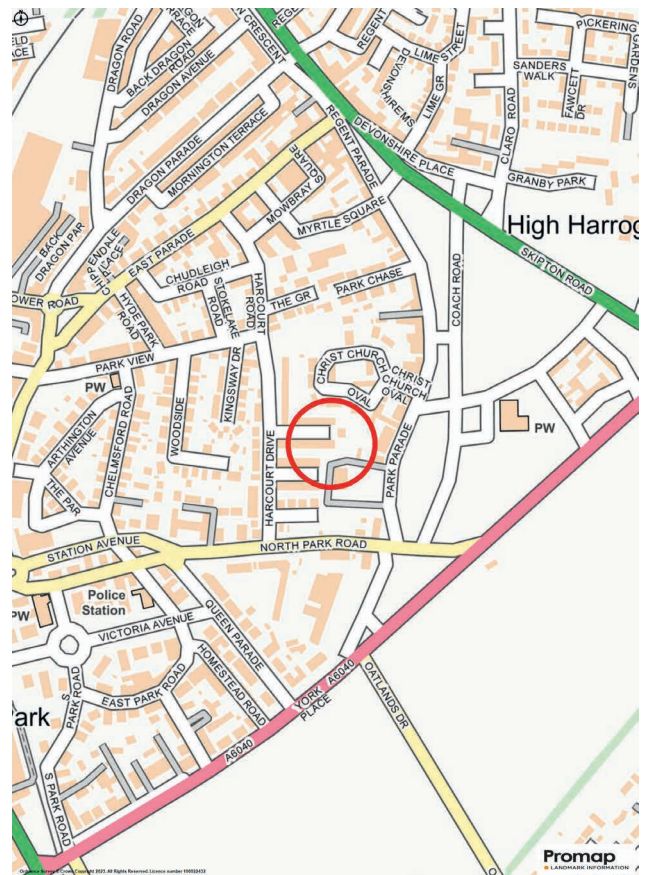 DRAGON ROAD
BACK DRAGON
ROAD
DRAGON AVENUE
CRESCENT
REGENT
LIME STREET
DEVONSHIRE MS
LIME GR
PICKERING
GARDENS
SANDERS
WALK
FAWCETT
DR
CLARO ROAD
DRAGON PARADE
MORNINGTON TERRACE
REGENT PARADE
DEVONSHIRE PLACE
GRANBY PARK
MOWBRAY
SQUARE
MYRTLE SQUARE
High Harrog
SKIPTON ROAD
BACK
DRAGON PAR
CHIPPENDALE
PLACE
EAST PARADE
CHUDLEIGH
ROAD
STOKELAKE
ROAD
HARCOURT
ROAD
THE GR
PARK CHASE
COACH ROAD
OWER ROAD
HYDE PARK
ROAD
PARK VIEW
PW
KINGSWAY DR
WOODSIDE
CHRIST CHURCH
OVAL
CHRIST
CHURCH
OVAL
PW
ARTHINGTON
AVENUE
CHELMSFORD ROAD
THE PAR
HARCOURT DRIVE
PARK PARADE
STATION AVENUE
NORTH PARK ROAD
Police
Station
PW
VICTORIA AVENUE
QUEEN PARADE
HOMESTEAD ROAD
EAST PARK ROAD
S
PARK ROAD
ark
S PARK ROAD
YORK
PLACE
A6040
OATLANDS DR
A6040
Promap
LANDMARK INFORMATION